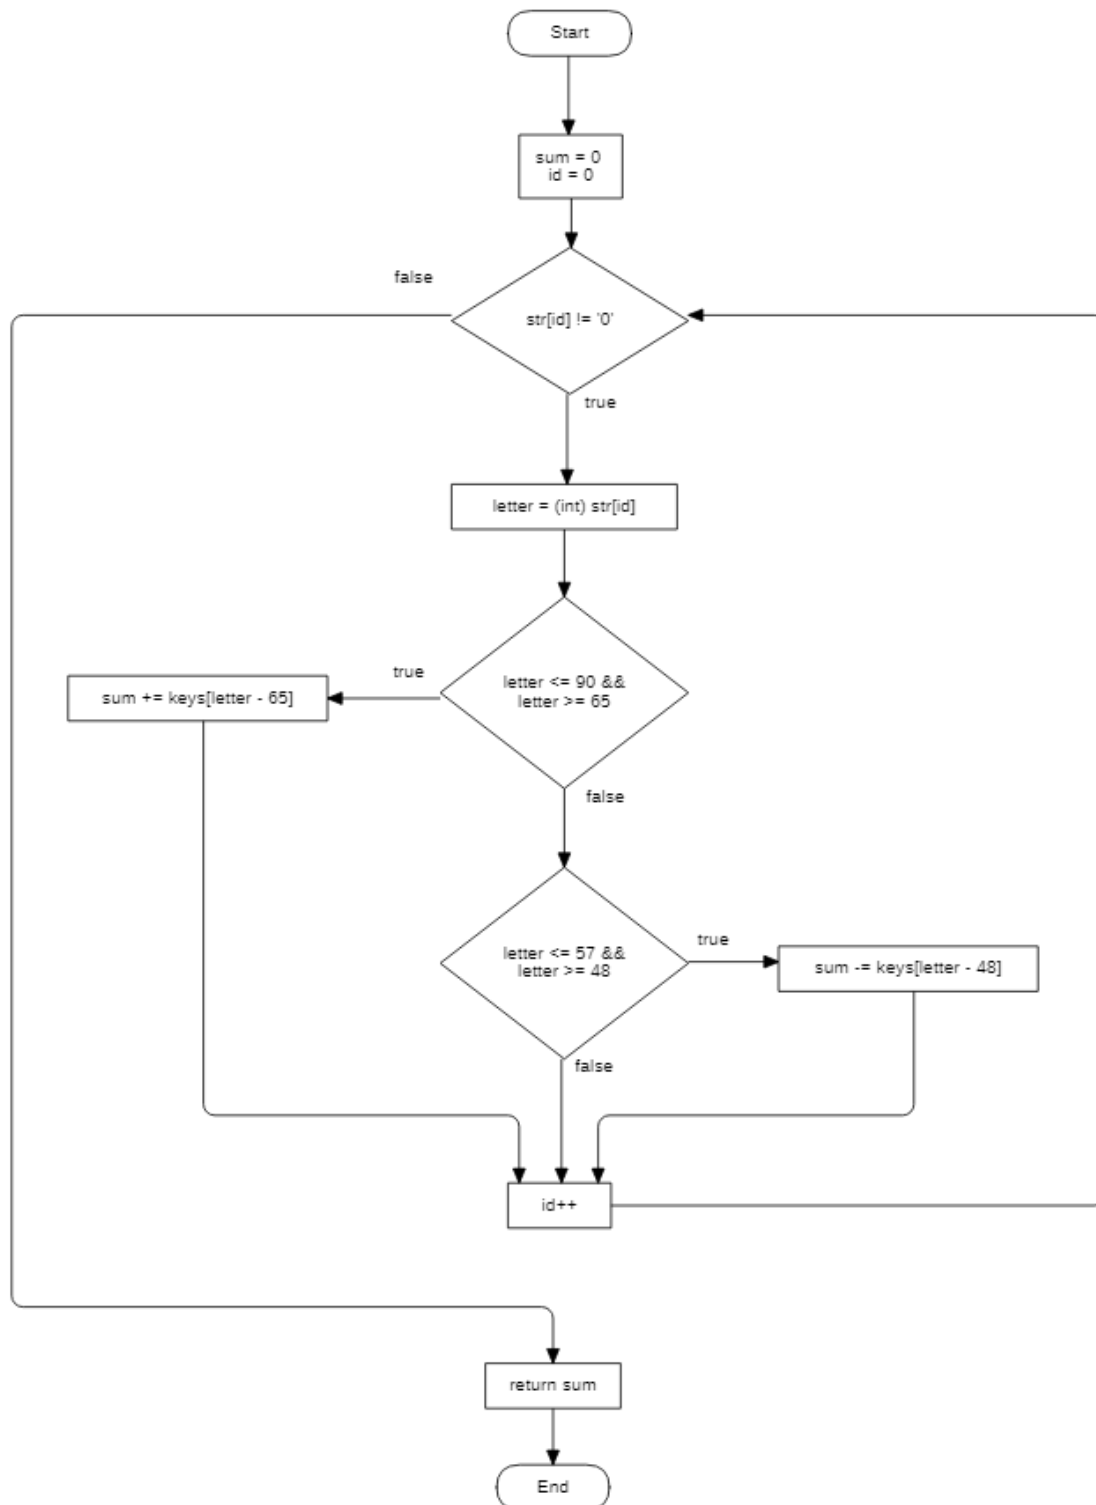 Start
sum = 0
id = 0
false
str[id] != '0'
true
letter = (int) str[id]
true
letter <= 90 &&
letter >= 65
sum += keys[letter - 65]
false
letter <= 57 &&
letter >= 48
true
sum -= keys[letter - 48]
false
id++
return sum
End